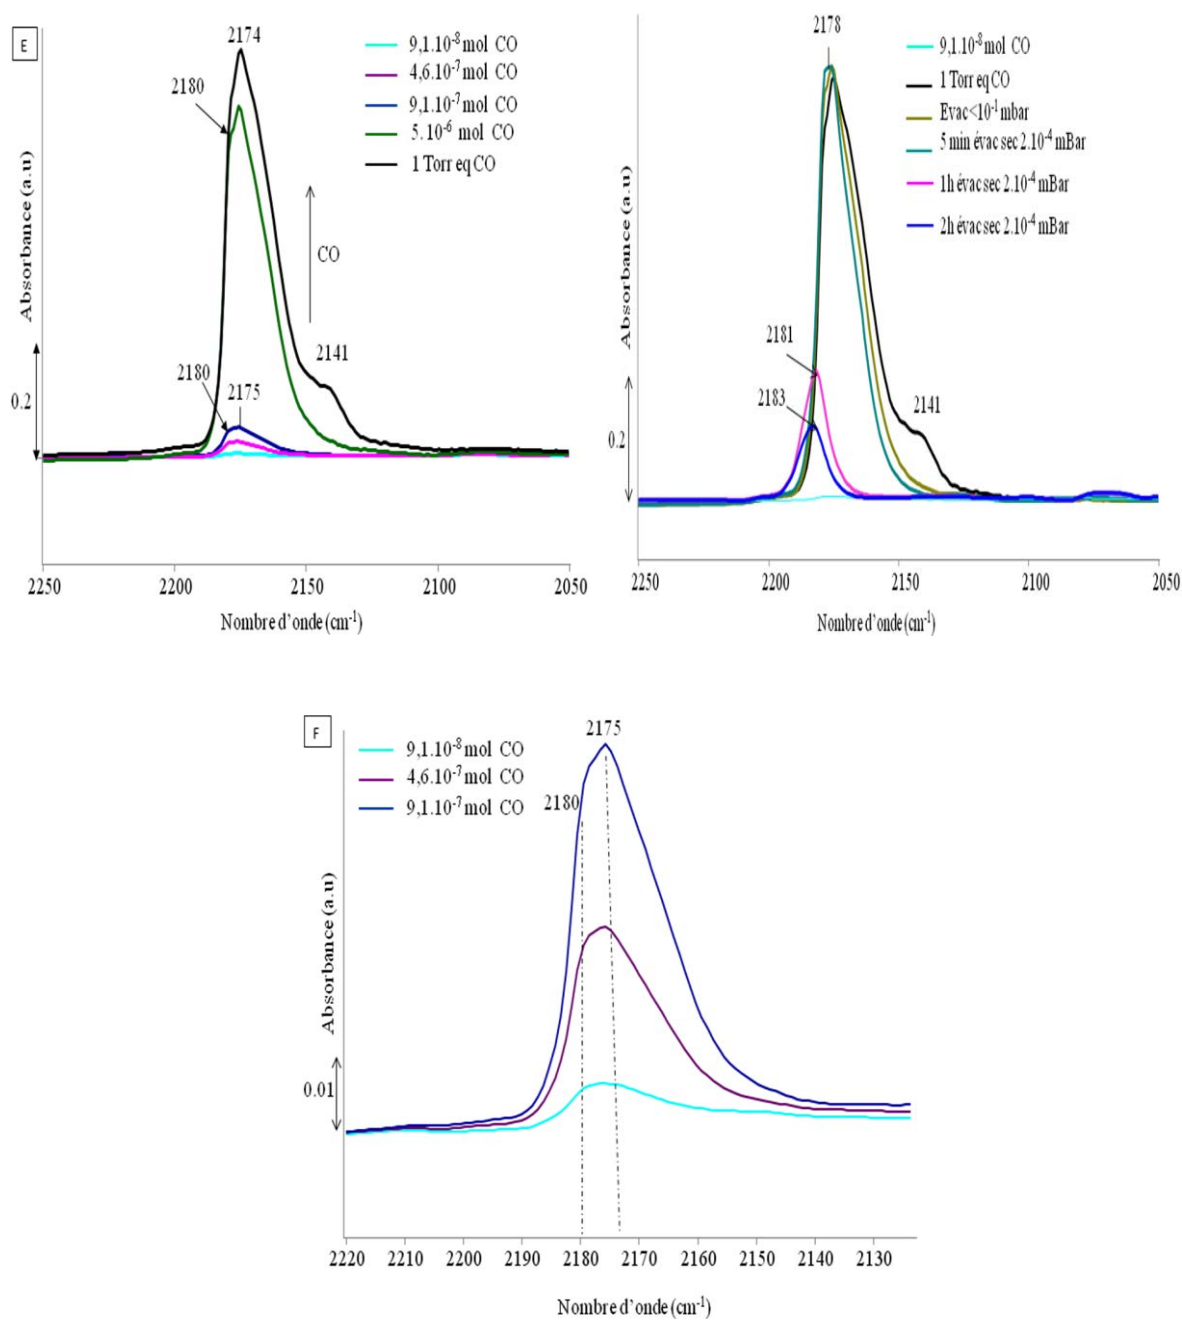 E
2174
2180
2180
2175
2141
CO
9,1.10-8 mol CO
4,6.10-7 mol CO
9,1.10-7 mol CO
5.10-6 mol CO
1 Torr eq CO
Absorbance (a.u)
0.2
2250 2200 2150 2100 2050
Nombre d'onde (cm-1)
2178
2181
2183
2141
9,1.10-8 mol CO
1 Torr eq CO
Evac<10-1 mbar
5 min évac sec 2.10-4 mBar
1h évac sec 2.10-4 mBar
2h évac sec 2.10-4 mBar
Absorbance (a.u)
0.2
2250 2200 2150 2100 2050
Nombre d'onde (cm-1)
F
2175
2180
9,1.10-8 mol CO
4,6.10-7 mol CO
9,1.10-7 mol CO
Absorbance (a.u)
0.01
2220 2210 2200 2190 2180 2170 2160 2150 2140 2130
Nombre d'onde (cm-1)